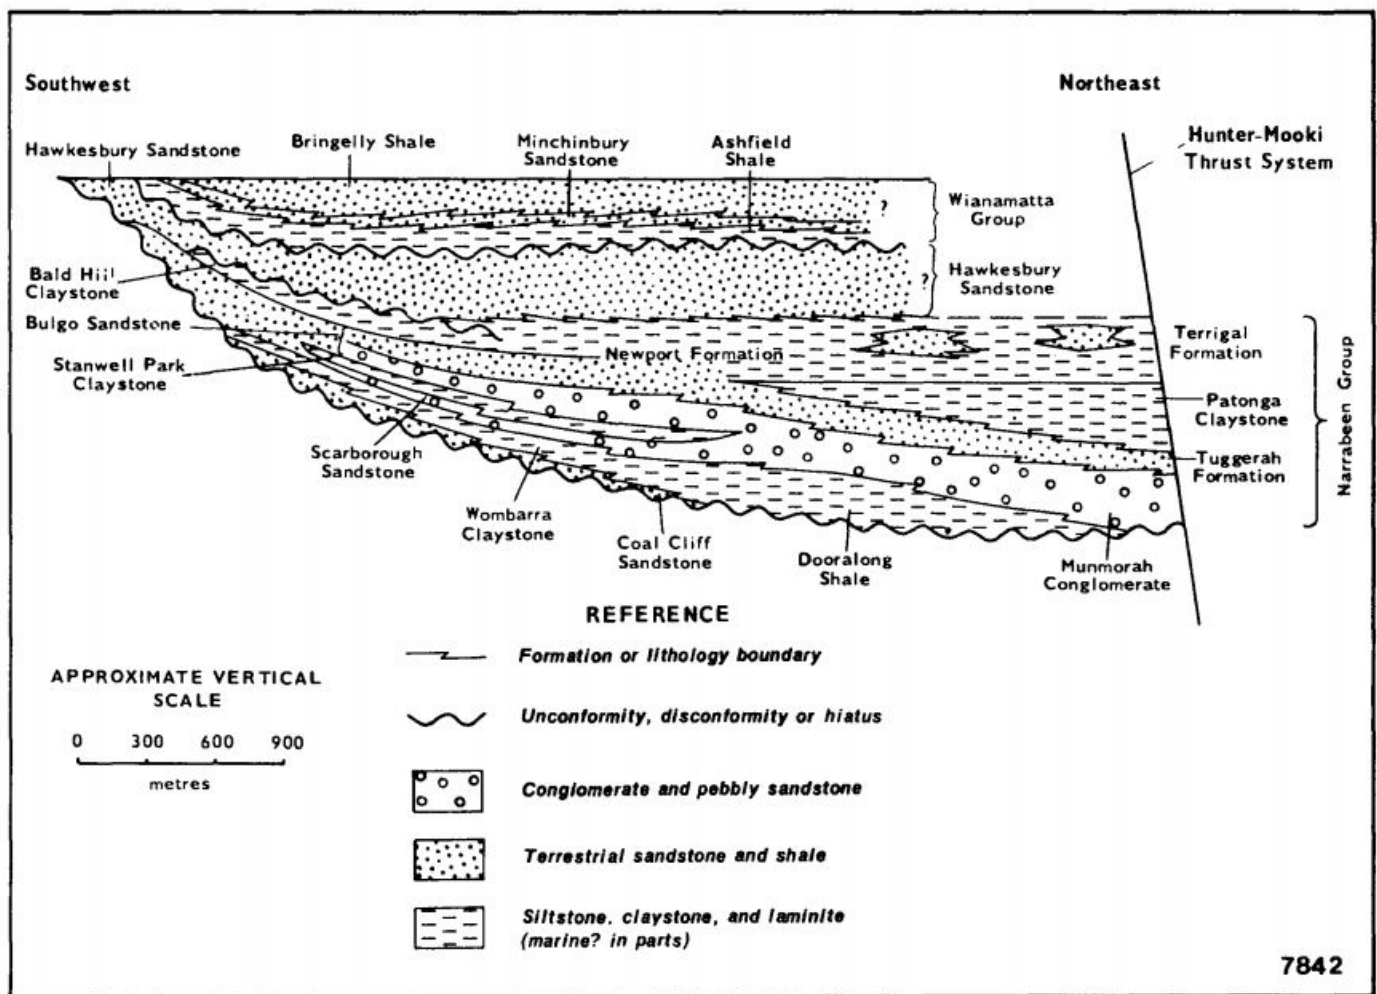 Southwest
Northeast
Hunter-Mooki
Thrust System
Hawkesbury Sandstone
Bringelly Shale
Minchinbury
Sandstone
Ashfield
Shale
?
Wianamatta
Group
?
Hawkesbury
Sandstone
Bald Hill
Claystone
Bulgo Sandstone
Stanwell Park
Claystone
Newport Formation
Terrigal
Formation
Patonga
Claystone
Tuggerah
Formation
Narrabeen Group
Scarborough
Sandstone
Wombarra
Claystone
Coal Cliff
Sandstone
Dooralong
Shale
Munmorah
Conglomerate
REFERENCE
Formation or lithology boundary
APPROXIMATE VERTICAL
SCALE
0 300 600 900
metres
Unconformity, disconformity or hiatus
Conglomerate and pebbly sandstone
Terrestrial sandstone and shale
Siltstone, claystone, and laminite
(marine? in parts)
7842